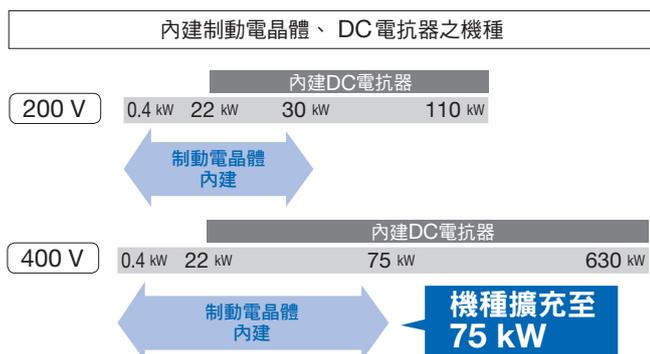 內建制動電晶體、 DC電抗器之機種
內建DC電抗器
200 V
0.4 kW 22 kW 30 kW 110 kW
制動電晶體
內建
內建DC電抗器
400 V
0.4 kW 22 kW 75 kW 630 kW
制動電晶體
內建
機種擴充至
75 kW